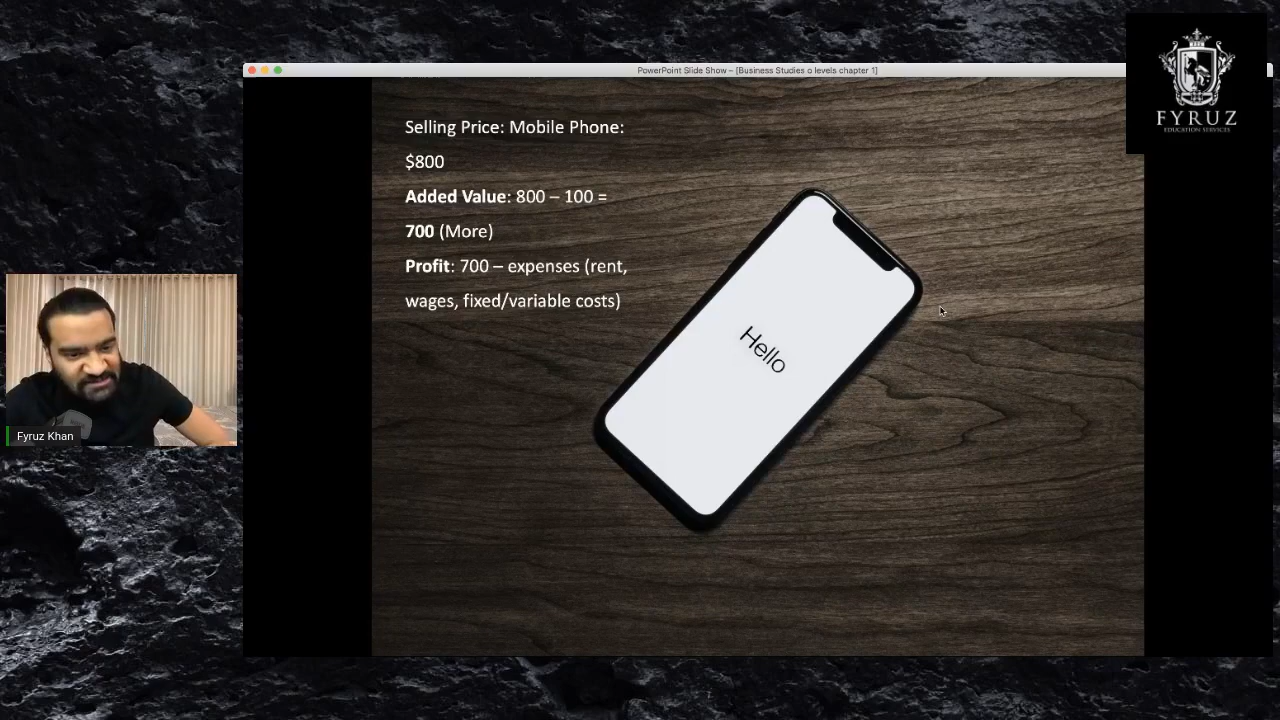 PowerPoint Slide Show – [Business Studies o levels chapter 1]
FYRUZ
EDUCATION SERVICES
Selling Price: Mobile Phone:
$800
Added Value: 800 – 100 =
700 (More)
Profit: 700 – expenses (rent,
wages, fixed/variable costs)
Hello
Fyruz Khan